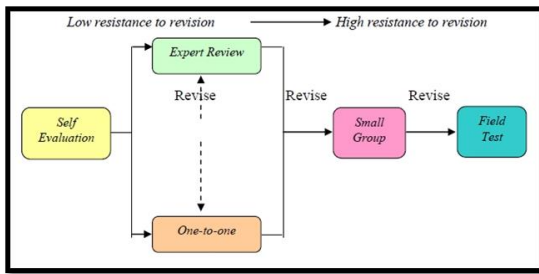 Low resistance to revision
High resistance to revision
Expert Review
Revise
Revise
Revise
Self
Evaluation
Small
Group
Field
Test
One-to-one